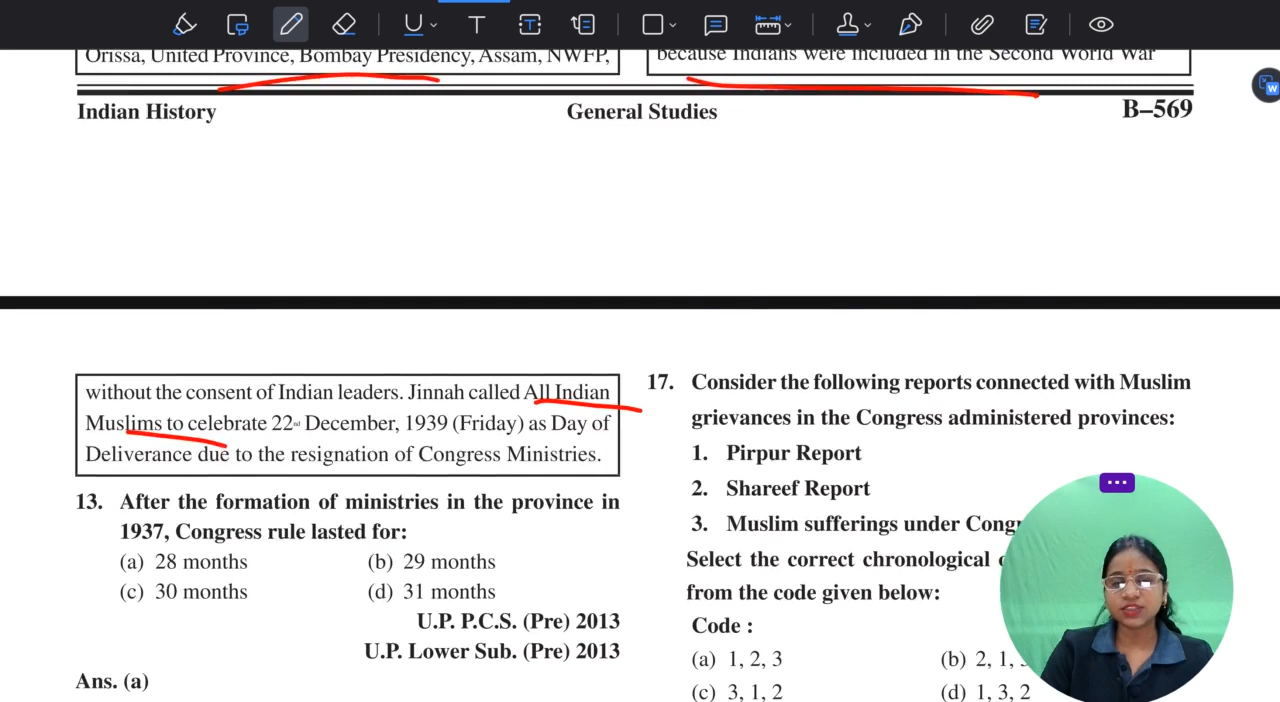 Orissa, United Province, Bombay Presidency, Assam, NWFP,
because Indians were included in the Second World War
Indian History General Studies B–569
without the consent of Indian leaders. Jinnah called All Indian
Muslims to celebrate 22nd December, 1939 (Friday) as Day of
Deliverance due to the resignation of Congress Ministries.
13. After the formation of ministries in the province in
1937, Congress rule lasted for:
(a) 28 months (b) 29 months
(c) 30 months (d) 31 months
U.P. P.C.S. (Pre) 2013
U.P. Lower Sub. (Pre) 2013
Ans. (a)
17. Consider the following reports connected with Muslim
grievances in the Congress administered provinces:
1. Pirpur Report
2. Shareef Report
3. Muslim sufferings under
Select the correct chronological
from the code given below:
Code :
(a) 1, 2, 3 (b) 2, 1,
(c) 3, 1, 2 (d) 1, 3, 2